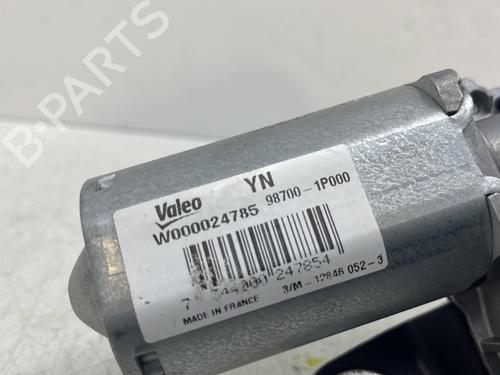 B-PARTS
Valeo YN
W000024785 98700-1P000
247854
MADE IN FRANCE 3/M-12846 052-3